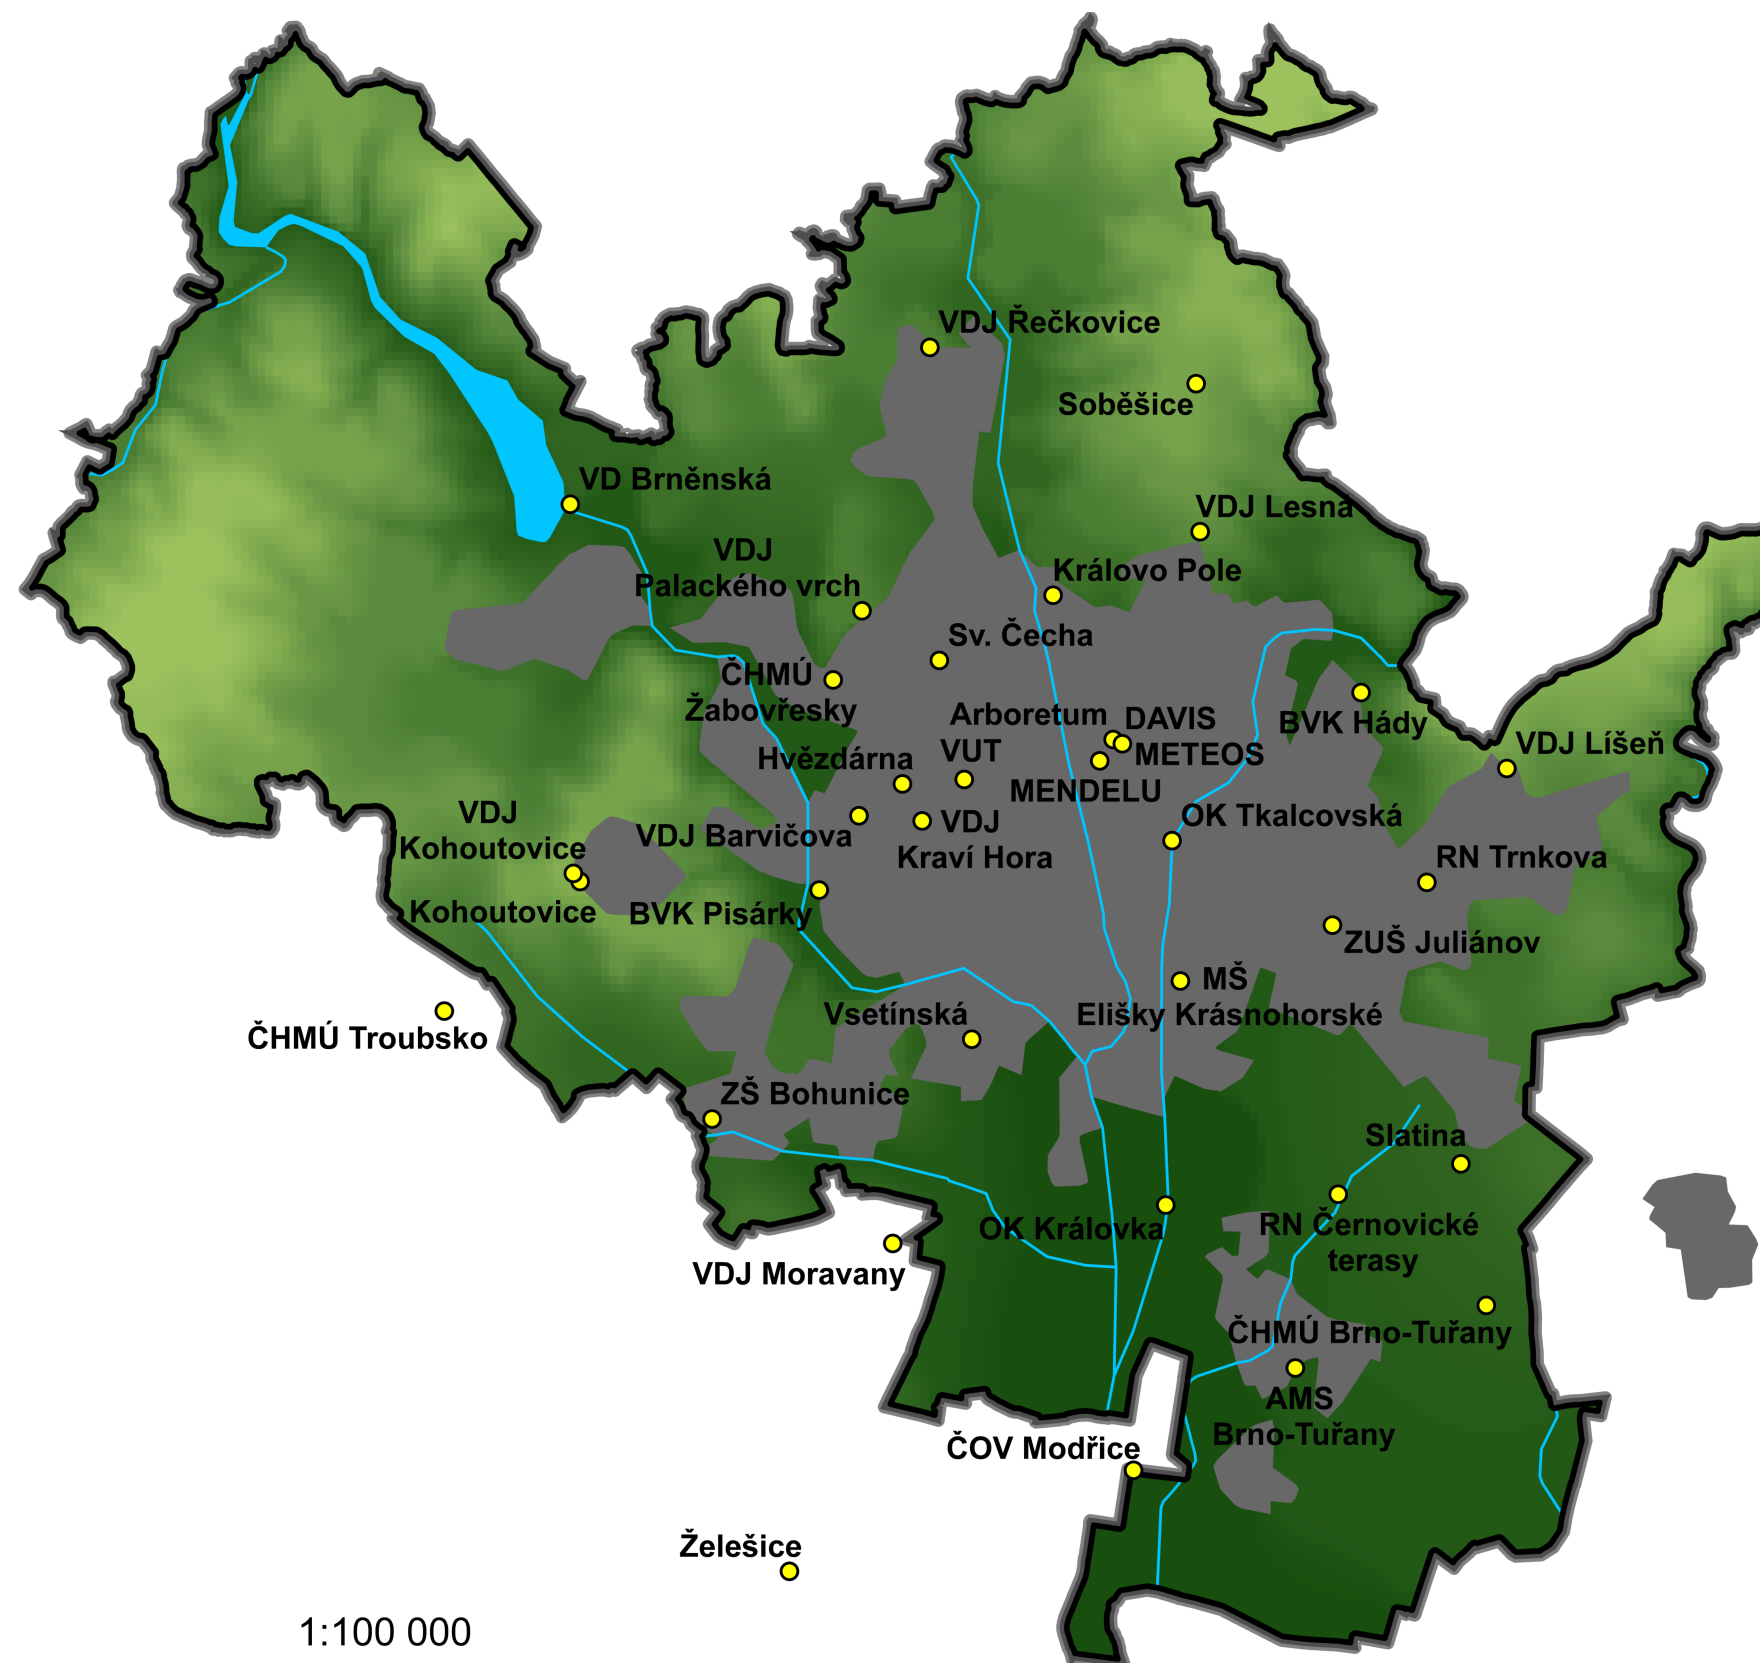 VDJ Řečkovice
Soběšice
VD Brněnská
VDJ Lesná
VDJ
Palackého vrch
Královo Pole
Sv. Čecha
ČHMÚ
Žabovřesky
Arboretum
DAVIS
BVK Hády
VUT
METEOS
VDJ Líšeň
Hvězdárna
MENDELU
VDJ
Kohoutovice
VDJ Barvičova
VDJ
Kraví Hora
OK Tkalcovská
RN Trnkova
Kohoutovice
BVK Pisárky
ZUŠ Juliánov
MŠ
Elišky Krásnohorské
Vsetínská
ČHMÚ Troubsko
ZŠ Bohunice
Slatina
OK Královka
RN Černovické
terasy
VDJ Moravany
ČHMÚ Brno-Tuřany
AMS
Brno-Tuřany
ČOV Modřice
Želešice
1:100 000